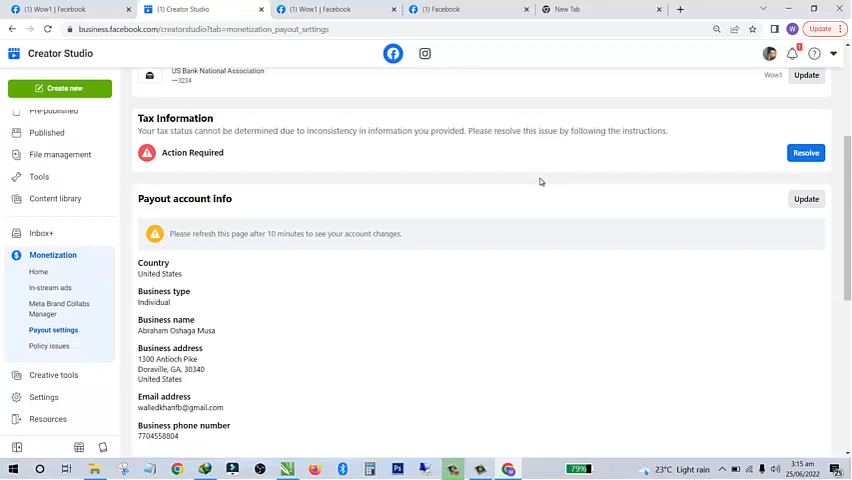 (1) Wow1 | Facebook
(1) Creator Studio
(1) Wow1 | Facebook
(1) Facebook
New Tab
business.facebook.com/creatorstudio?tab=monetization_payout_settings
W
Update
Creator Studio
Create new
Pre-published
Published
File management
Tools
Content library
Inbox+
Monetization
Home
In-stream ads
Meta Brand Collabs
Manager
Payout settings
Policy issues
Creative tools
Settings
Resources
US Bank National Association
Wow1
Update
Tax Information
Your tax status cannot be determined due to inconsistency in information you provided. Please resolve this issue by following the instructions.
Action Required
Resolve
Payout account info
Update
Please refresh this page after 10 minutes to see your account changes.
Country
United States
Business type
Individual
Business name
Abraham Oshaga Musa
Business address
1300 Antioch Pike
Doraville, GA, 30340
United States
Email address
walledkhanfb@gmail.com
Business phone number
7704558804
79%
23°C Light rain
3:15 am
25/06/2022